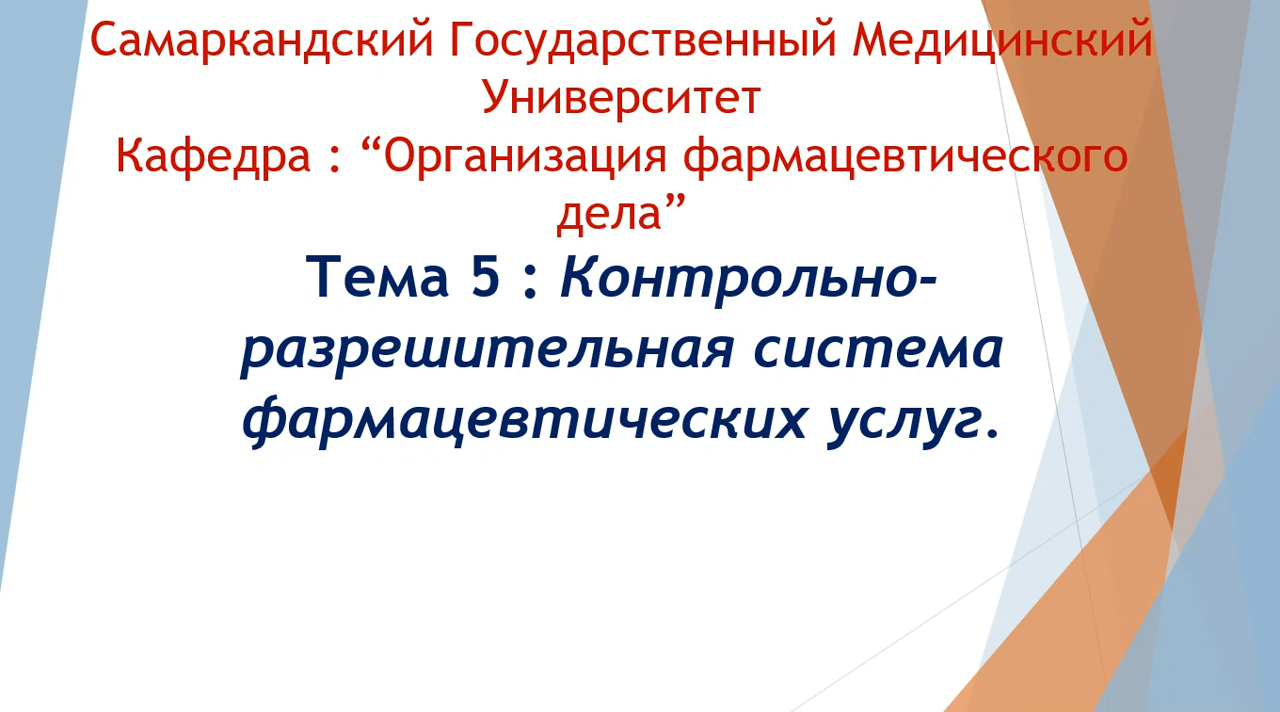 Самаркандский Государственный Медицинский
Университет
Кафедра : “Организация фармацевтического
дела”
Тема 5 : Контрольно-
разрешительная система
фармацевтических услуг.